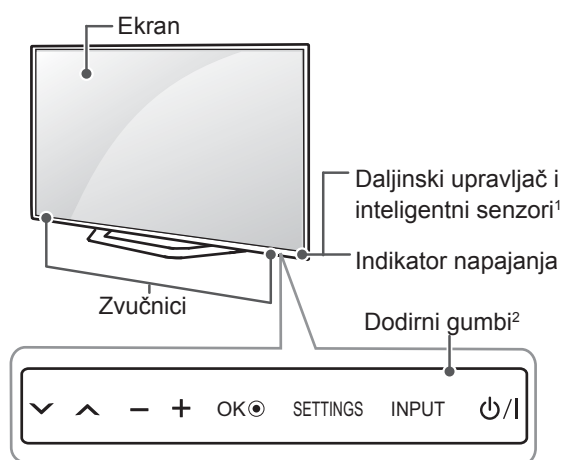 Ekran
Daljinski upravljač i
inteligentni senzori¹
Indikator napajanja
Zvučnici
Dodirni gumbi²
− + OK SETTINGS INPUT ⏻/I